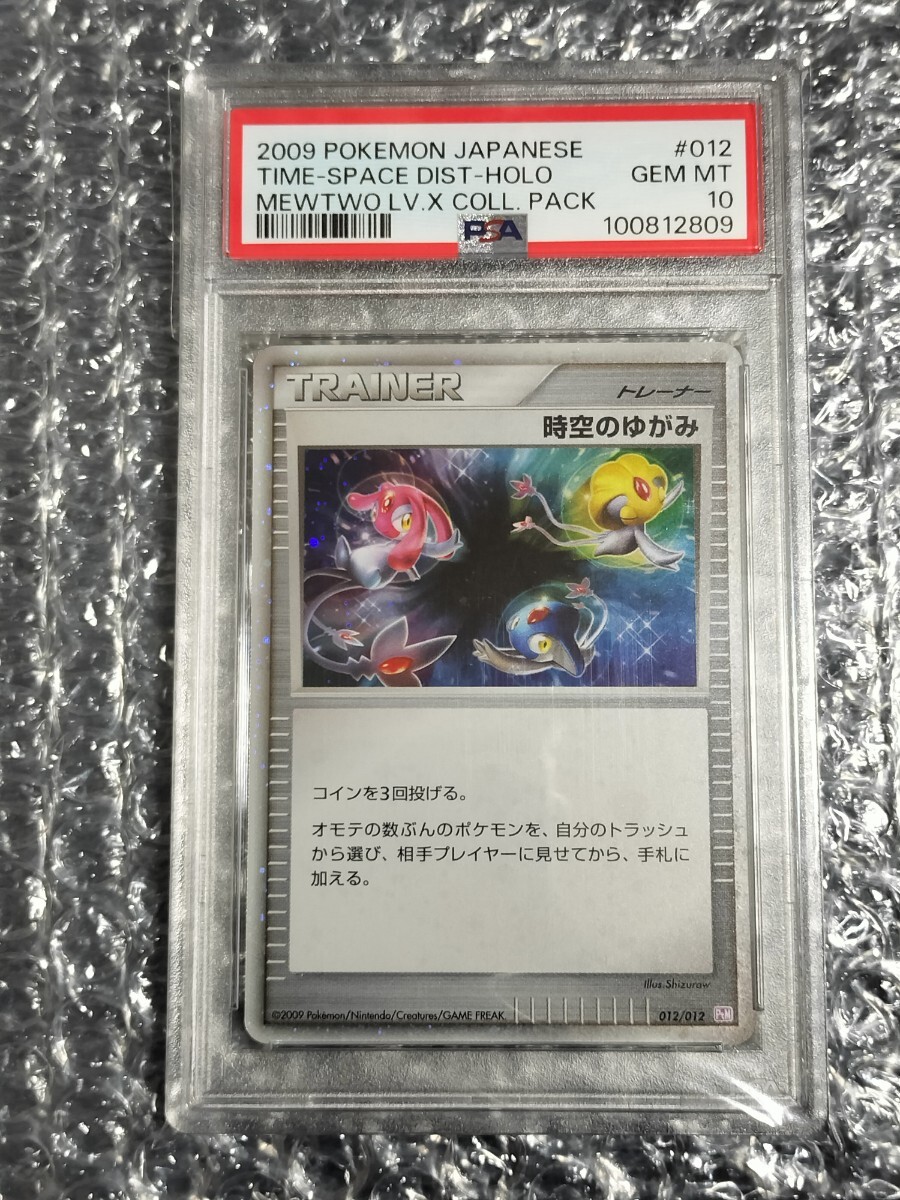 2009 POKEMON JAPANESE #012
TIME-SPACE DIST-HOLO GEM MT
MEWTWO LV.X COLL. PACK 10
PSA 100812809
TRAINER トレーナー
時空のゆがみ
コインを3回投げる。
オモテの数ぶんのポケモンを、自分のトラッシュ
から選び、相手プレイヤーに見せてから、手札に
加える。
Illus.Shizurow
©2009 Pokémon/Nintendo/Creatures/GAME FREAK. 012/012 PtM